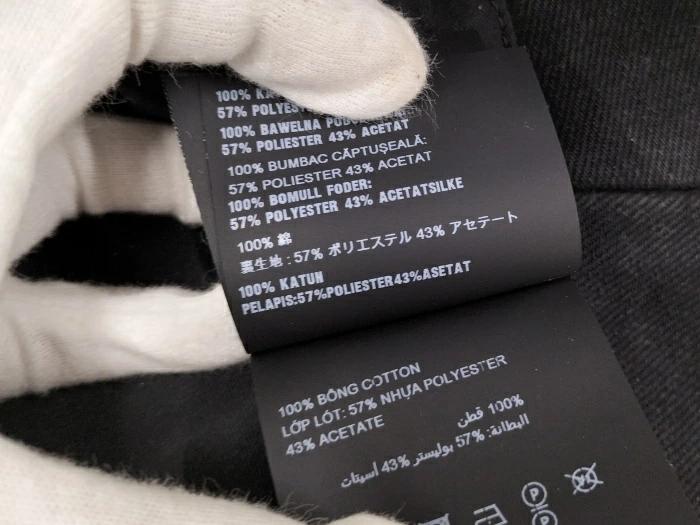 100%
57% POLYEST
100% BAWEŁNA
57% POLIESTER 43% ACETAT
100% BUMBAC CĂPTUȘEALĂ:
57% POLIESTER 43% ACETAT
100% BOMULL FODER:
57% POLYESTER 43% ACETATSILKE
100% 綿
裏生地：57% ポリエステル 43% アセテート
100% KATUN
PELAPIS:57%POLIESTER43%ASETAT
100% BÔNG COTTON
LỚP LÓT: 57% NHỰA POLYESTER
43% ACETATE
100% قطن
البطانة: 57% بوليستر 43% أسيتات
P
P